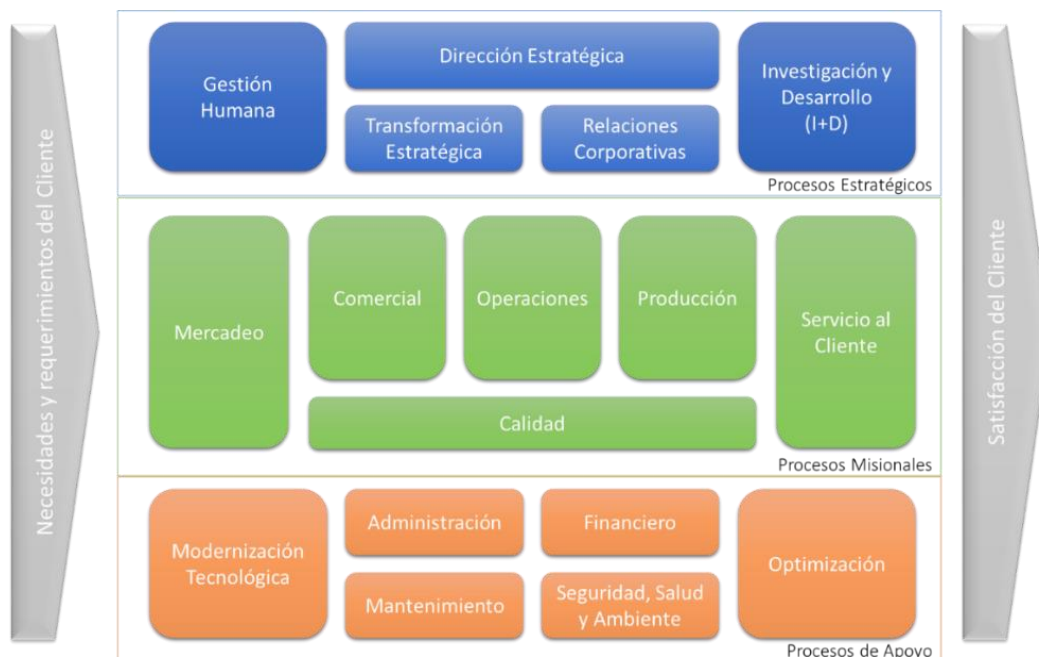 Necesidades y requerimientos del Cliente
Gestión
Humana
Dirección Estratégica
Transformación
Estratégica
Relaciones
Corporativas
Investigación y
Desarrollo
(I+D)
Procesos Estratégicos
Mercadeo
Comercial
Operaciones
Producción
Servicio al
Cliente
Calidad
Procesos Misionales
Modernización
Tecnológica
Administración
Financiero
Mantenimiento
Seguridad, Salud
y Ambiente
Optimización
Procesos de Apoyo
Satisfacción del Cliente